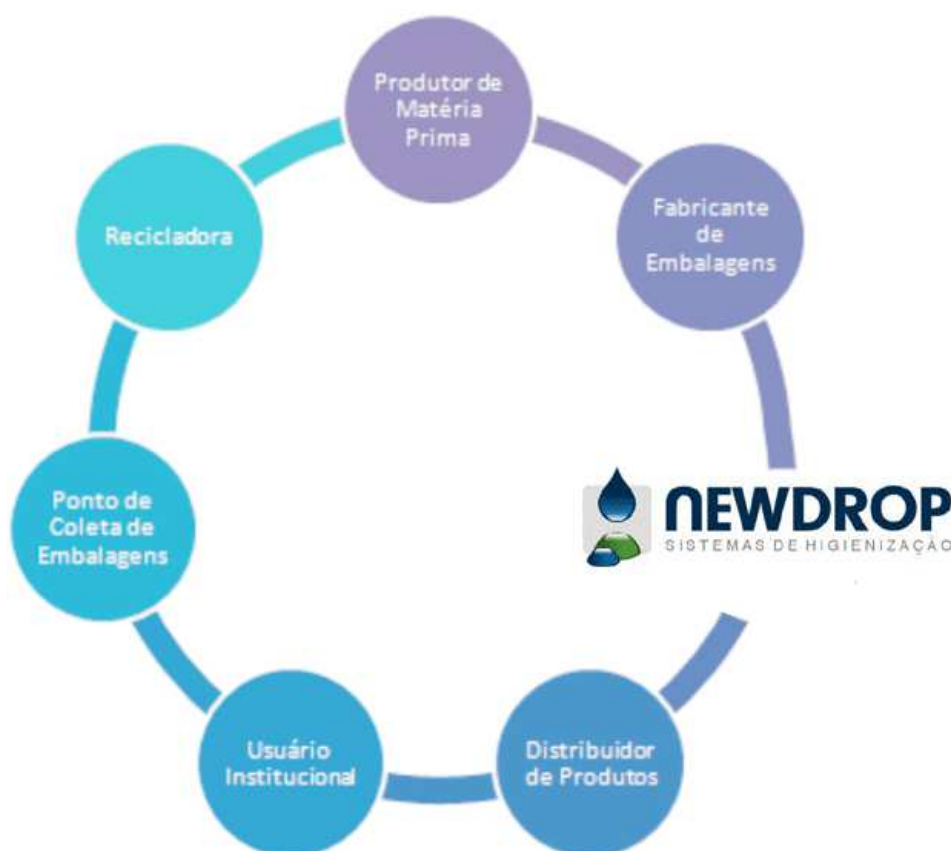 Produtor de
Matéria
Prima
Fabricante
de
Embalagens
NEWDROP
SISTEMAS DE HIGIENIZAÇÃO
Distribuidor
de Produtos
Usuário
Institucional
Ponto de
Coleta de
Embalagens
Recicladora